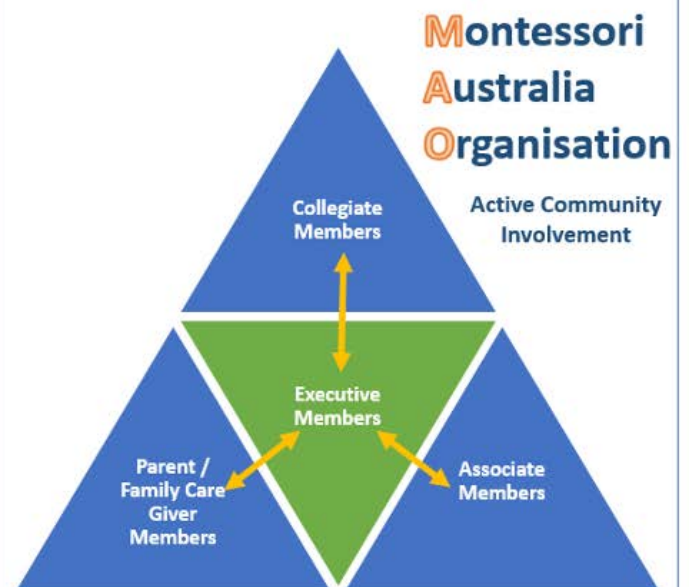 Montessori
Australia
Organisation
Active Community
Involvement
Collegiate
Members
Executive
Members
Parent /
Family Care
Giver
Members
Associate
Members